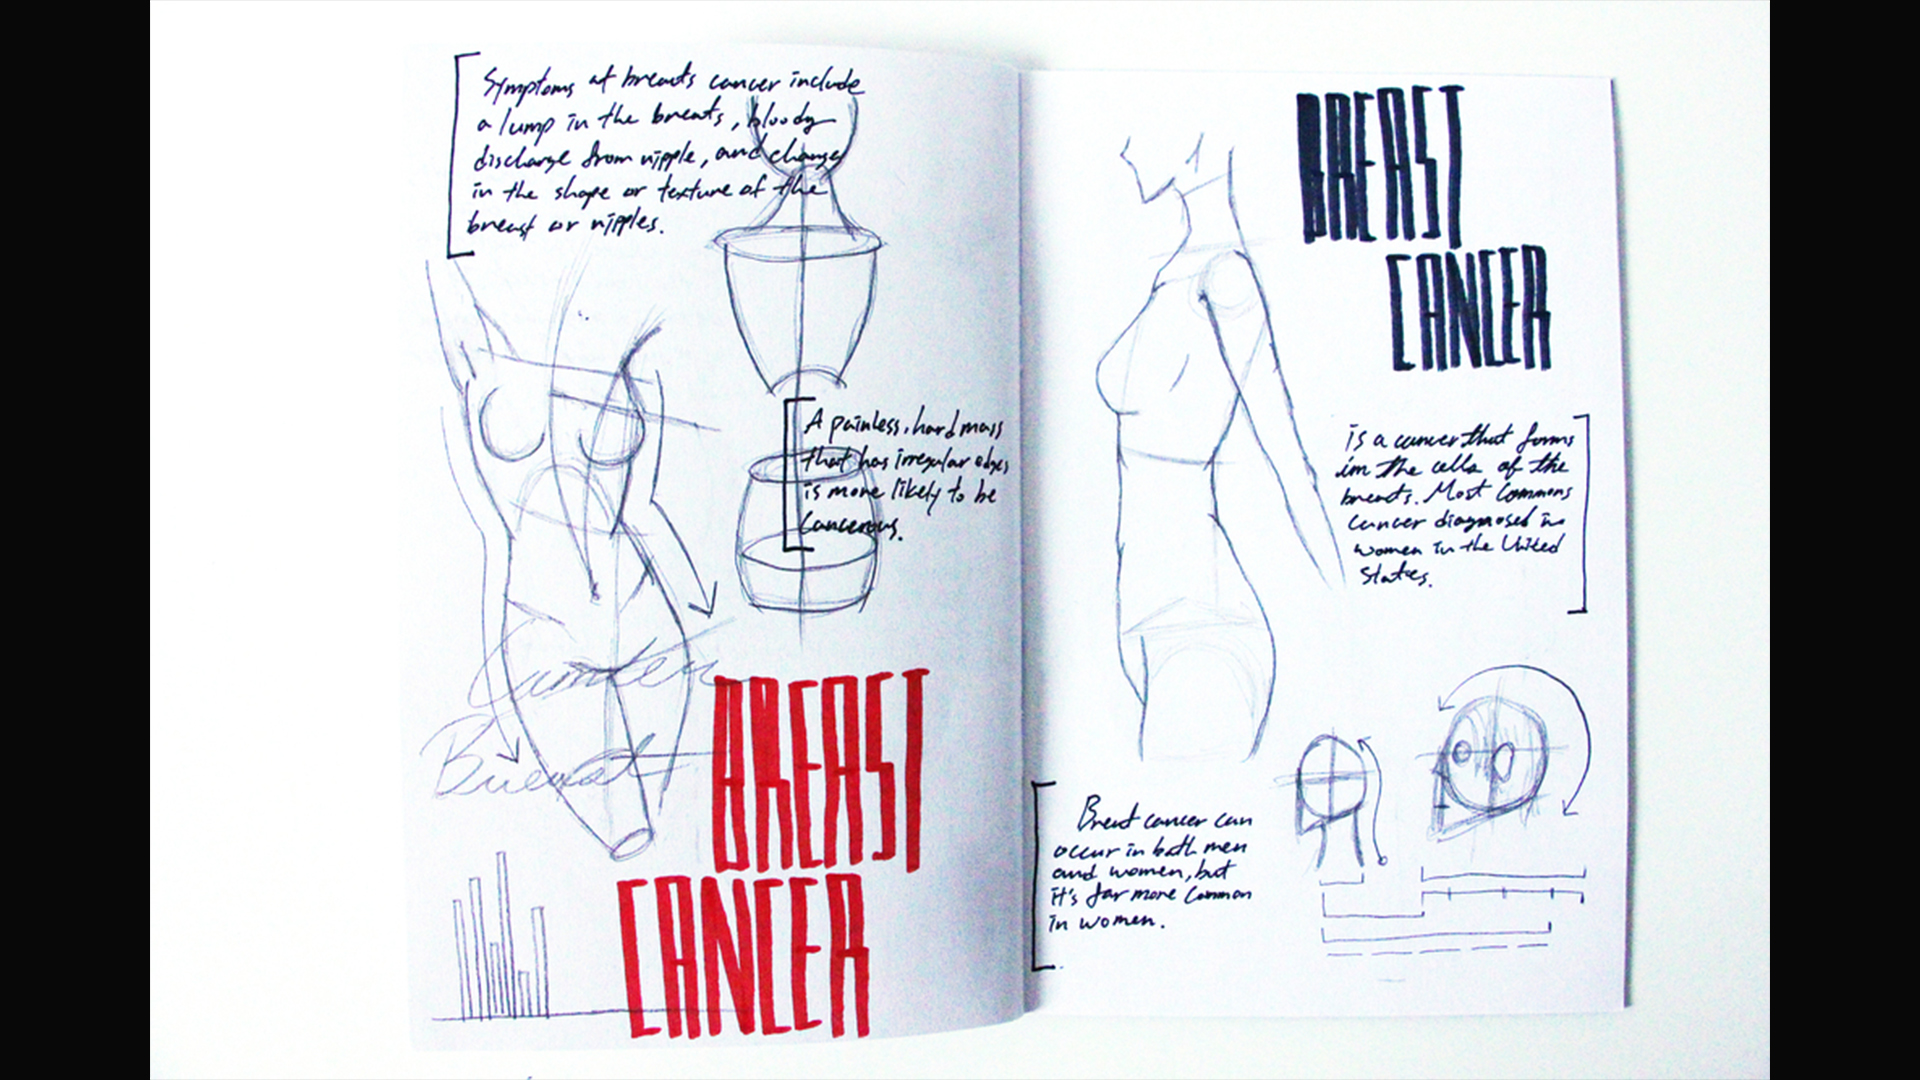 Symptoms at breasts cancer include
a lump in the breasts, bloody
discharge from nipple, and changes
in the shape or texture of the
breast or nipples.
A painless, hard mass
that has irregular edges
is more likely to be
Cancerous.
Cancer
Breast
BREAST
CANCER
BREAST
CANCER
is a cancer that forms
im the cells of the
breasts. Most Commons
cancer diagnosed in
women in the United
States.
Breast cancer can
occur in both men
and women, but
it's far more Common
in women.